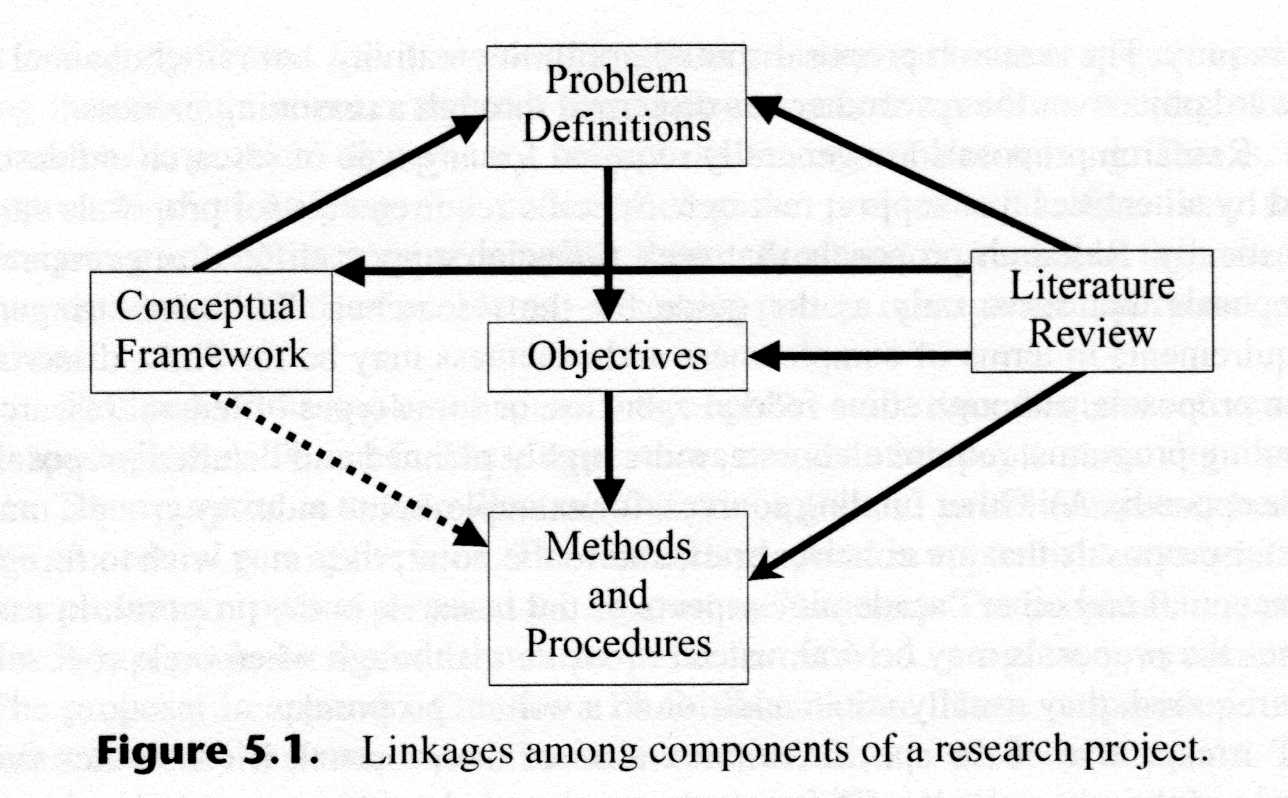 Problem
Definitions
Conceptual
Framework
Literature
Review
Objectives
Methods
and
Procedures
Figure 5.1. Linkages among components of a research project.